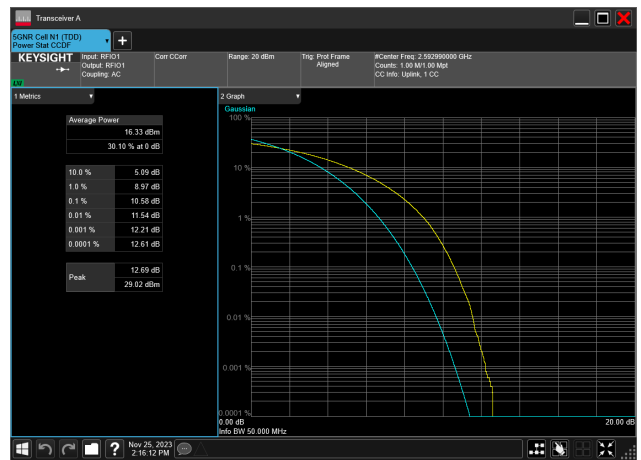 Transceiver A
5GNR Cell N1 (TDD)
Power Stat CCDF
KEYSIGHT
Input: RFIO1
Output: RFIO1
Coupling: AC
Corr CCorr
Range: 20 dBm
Trig: Prot Frame
Aligned
#Center Freq: 2.592990000 GHz
Counts: 1.00 M/1.00 Mpt
CC Info: Uplink, 1 CC
1 Metrics
Average Power
16.33 dBm
30.10 % at 0 dB
10.0 % 5.09 dB
1.0 % 8.97 dB
0.1 % 10.58 dB
0.01 % 11.54 dB
0.001 % 12.21 dB
0.0001 % 12.61 dB
Peak
12.69 dB
29.02 dBm
2 Graph
Gaussian
100 %
10 %
1 %
0.1 %
0.01 %
0.001 %
0.0001 %
0.00 dB
20.00 dB
Info BW 50.000 MHz
Nov 25, 2023
2:16:12 PM